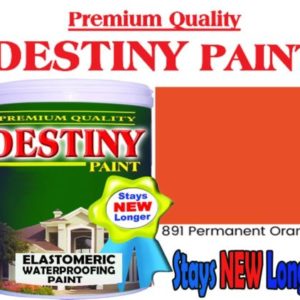 Premium Quality
DESTINY PAINT
PREMIUM QUALITY
DESTINY
PAINT
Stays
NEW
Longer
ELASTOMERIC
WATERPROOFING
PAINT
891 Permanent Oran
Stays NEW Lon